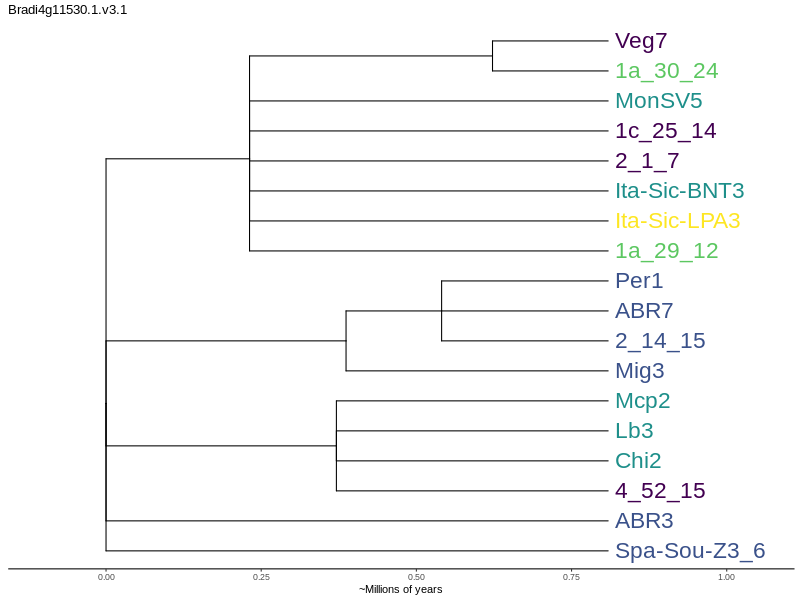 Bradi4g11530.1.v3.1
Veg7
1a_30_24
MonSV5
1c_25_14
2_1_7
Ita-Sic-BNT3
Ita-Sic-LPA3
1a_29_12
Per1
ABR7
2_14_15
Mig3
Mcp2
Lb3
Chi2
4_52_15
ABR3
Spa-Sou-Z3_6
0.00 0.25 0.50 0.75 1.00
~Millions of years